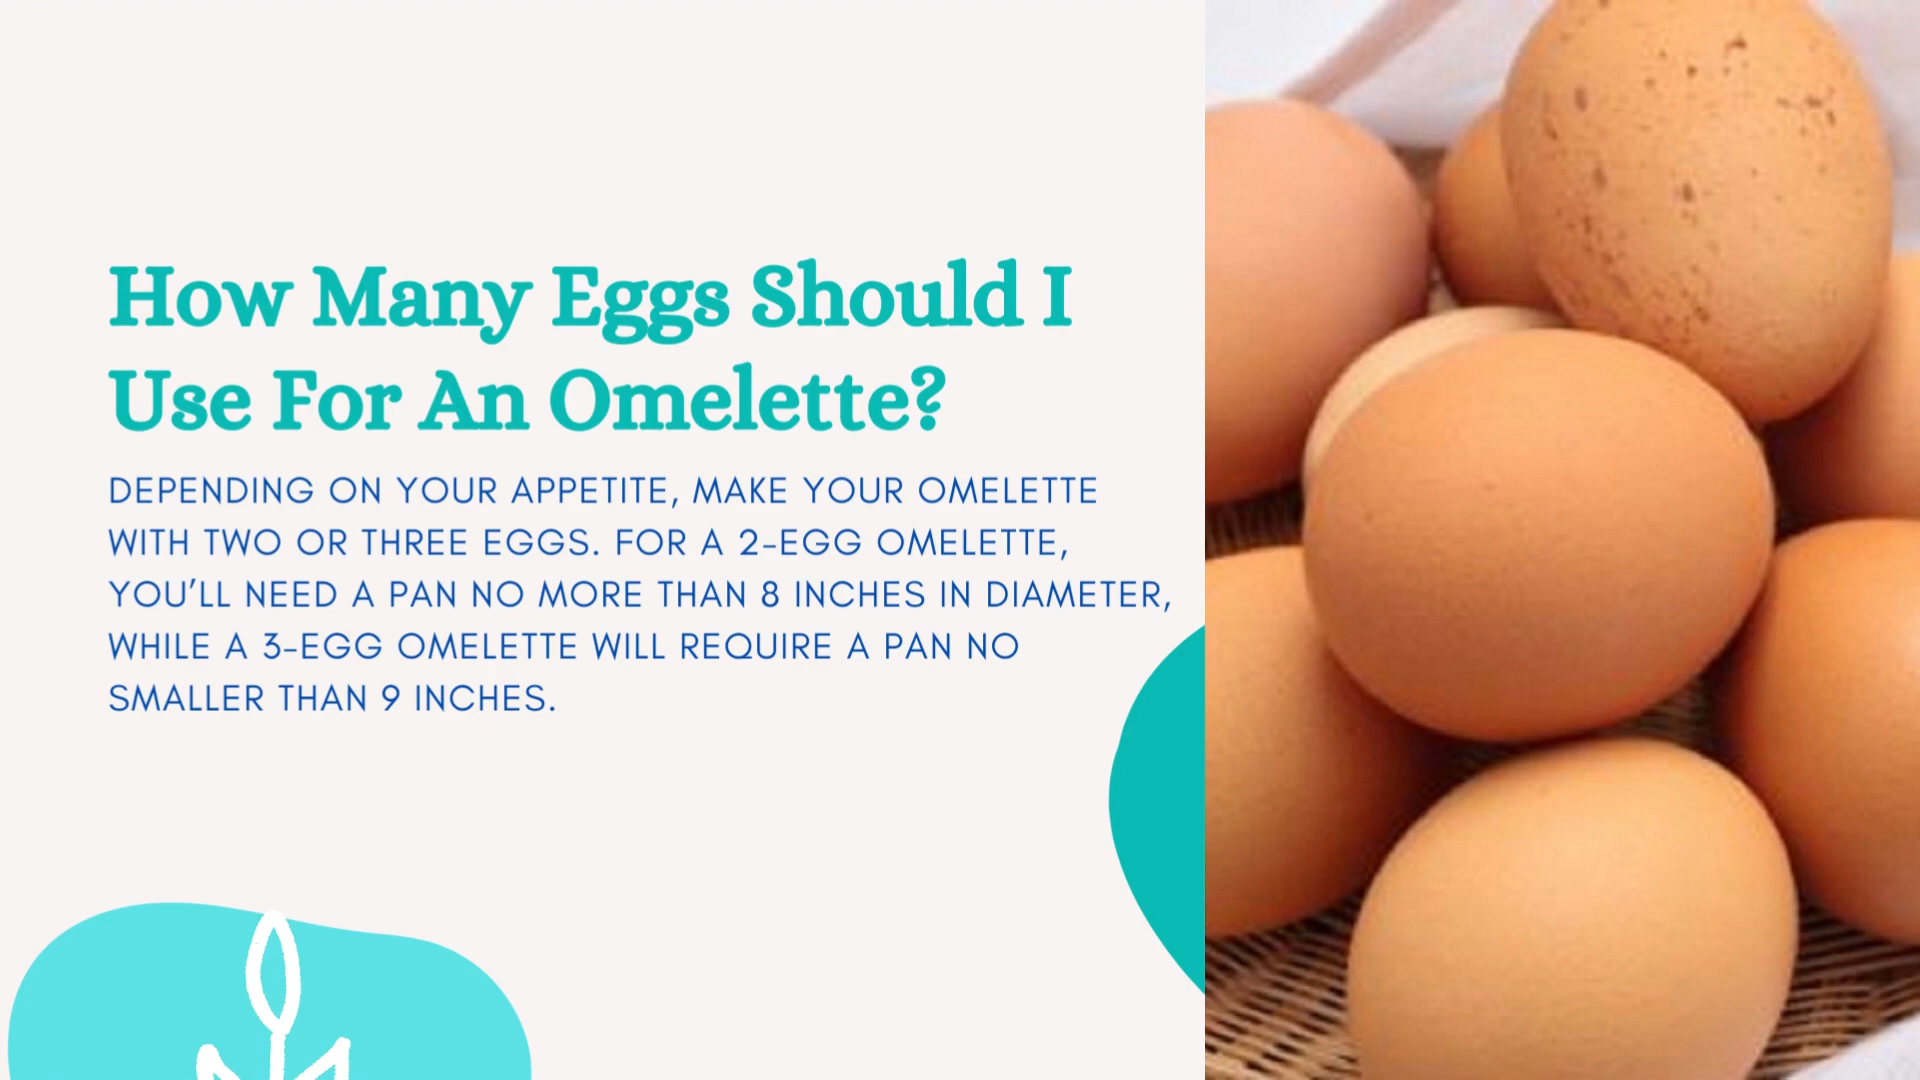 How Many Eggs Should I
Use For An Omelette?
DEPENDING ON YOUR APPETITE, MAKE YOUR OMELETTE
WITH TWO OR THREE EGGS. FOR A 2-EGG OMELETTE,
YOU’LL NEED A PAN NO MORE THAN 8 INCHES IN DIAMETER,
WHILE A 3-EGG OMELETTE WILL REQUIRE A PAN NO
SMALLER THAN 9 INCHES.